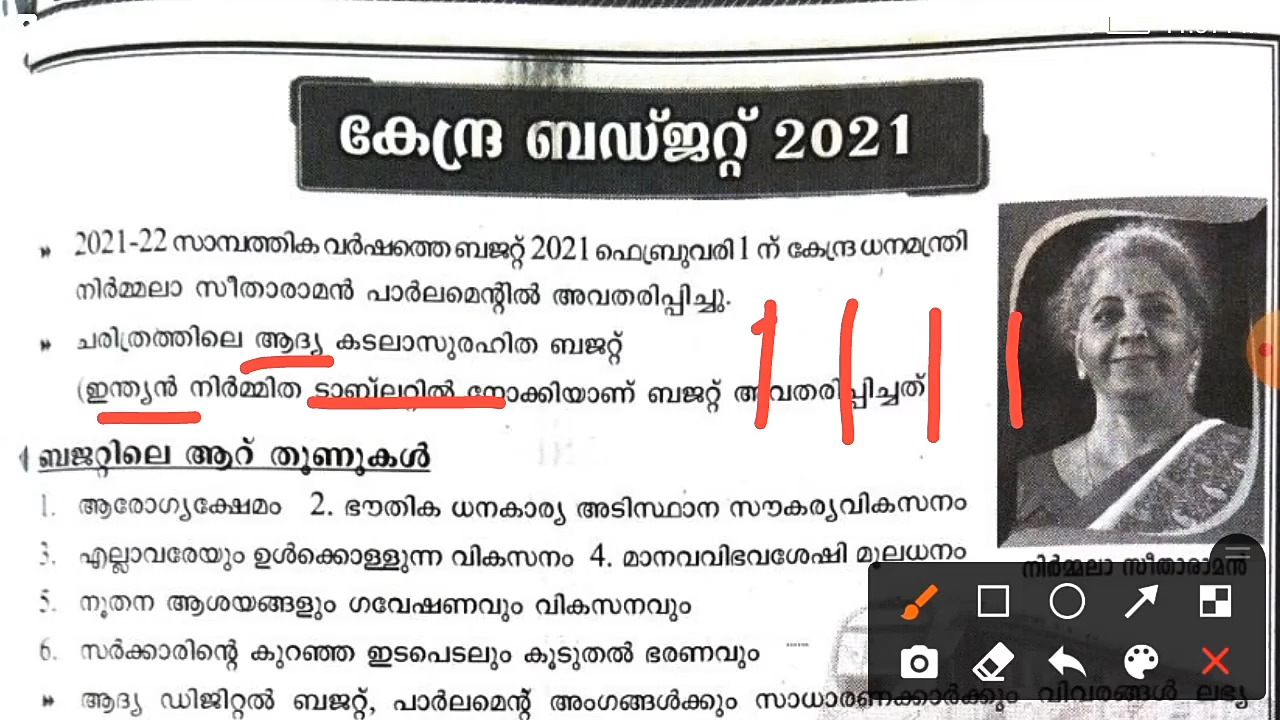 കേന്ദ്ര ബഡ്ജറ്റ് 2021
» 2021-22 സാമ്പത്തിക വർഷത്തെ ബജറ്റ് 2021 ഫെബ്രുവരി 1 ന് കേന്ദ്ര ധനമന്ത്രി
നിർമ്മലാ സീതാരാമൻ പാർലമെന്റിൽ അവതരിപ്പിച്ചു.
» ചരിത്രത്തിലെ ആദ്യ കടലാസുരഹിത ബജറ്റ്
(ഇന്ത്യൻ നിർമ്മിത ടാബ്‌ലറ്റിൽ നോക്കിയാണ് ബജറ്റ് അവതരിപ്പിച്ചത്)
ബജറ്റിലെ ആറ് തൂണുകൾ
1. ആരോഗ്യക്ഷേമം 2. ഭൗതിക ധനകാര്യ അടിസ്ഥാന സൗകര്യവികസനം
3. എല്ലാവരേയും ഉൾക്കൊള്ളുന്ന വികസനം 4. മാനവവിഭവശേഷി മൂലധനം
നിർമ്മലാ സീതാരാമൻ
5. നൂതന ആശയങ്ങളും ഗവേഷണവും വികസനവും
6. സർക്കാരിന്റെ കുറഞ്ഞ ഇടപെടലും കൂടുതൽ ഭരണവും
» ആദ്യ ഡിജിറ്റൽ ബജറ്റ്, പാർലമെന്റ് അംഗങ്ങൾക്കും സാധാരണക്കാർക്കും വിവരങ്ങൾ ലഭ്യ